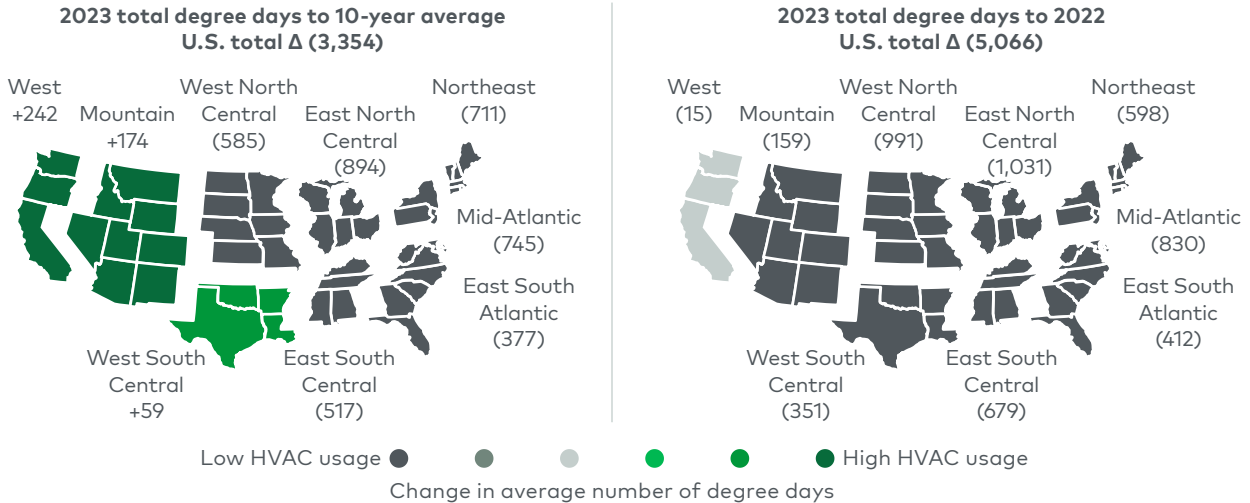 2023 total degree days to 10-year average
U.S. total Δ (3,354)
West
+242
Mountain
+174
West North
Central
(585)
East North
Central
(894)
Northeast
(711)
Mid-Atlantic
(745)
East South
Atlantic
(377)
West South
Central
+59
East South
Central
(517)
2023 total degree days to 2022
U.S. total Δ (5,066)
West
(15)
Mountain
(159)
West North
Central
(991)
East North
Central
(1,031)
Northeast
(598)
Mid-Atlantic
(830)
East South
Atlantic
(412)
West South
Central
(351)
East South
Central
(679)
Low HVAC usage
High HVAC usage
Change in average number of degree days